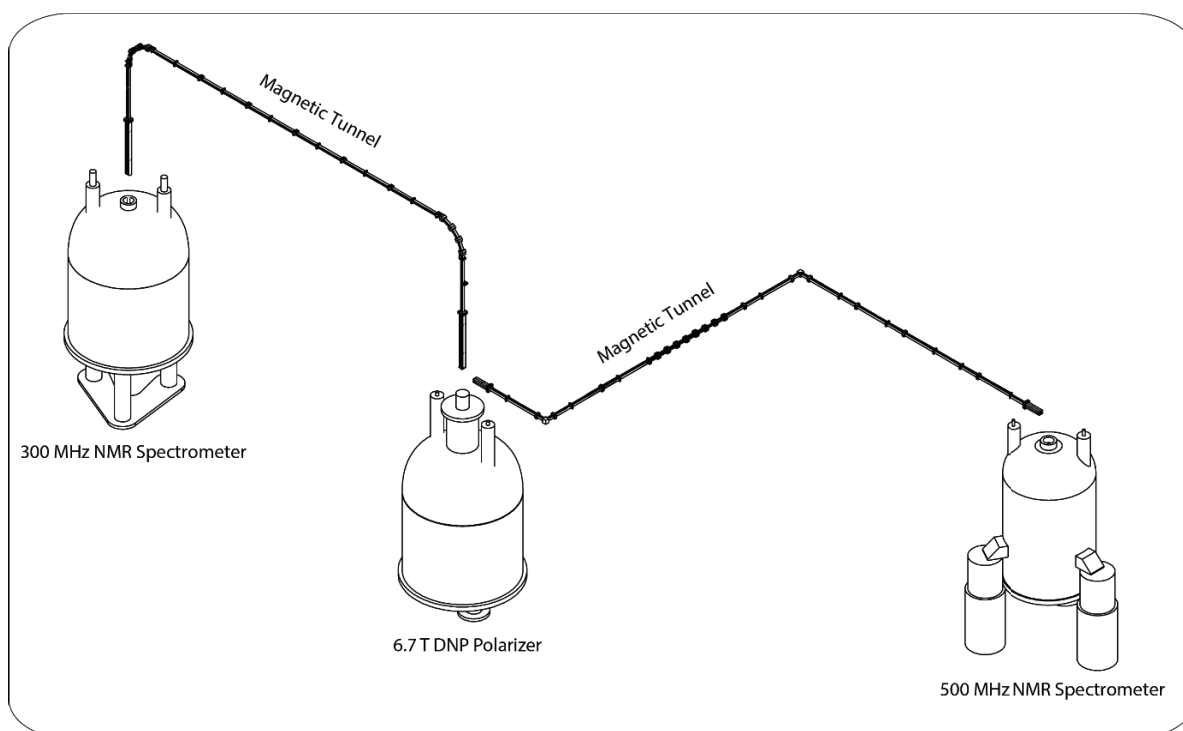 Magnetic Tunnel
Magnetic Tunnel
300 MHz NMR Spectrometer
6.7 T DNP Polarizer
500 MHz NMR Spectrometer